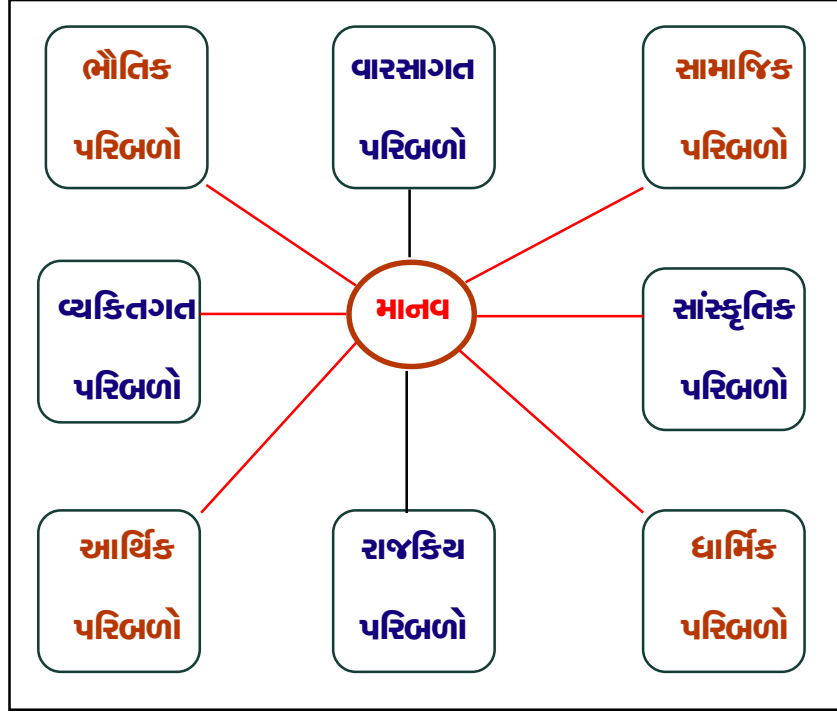 ભૌતિક
પરિબળો
વારસાગત
પરિબળો
સામાજિક
પરિબળો
વ્યકિતગત
પરિબળો
માનવ
સાંસ્કૃતિક
પરિબળો
આર્થિક
પરિબળો
રાજકિય
પરિબળો
ધાર્મિક
પરિબળો